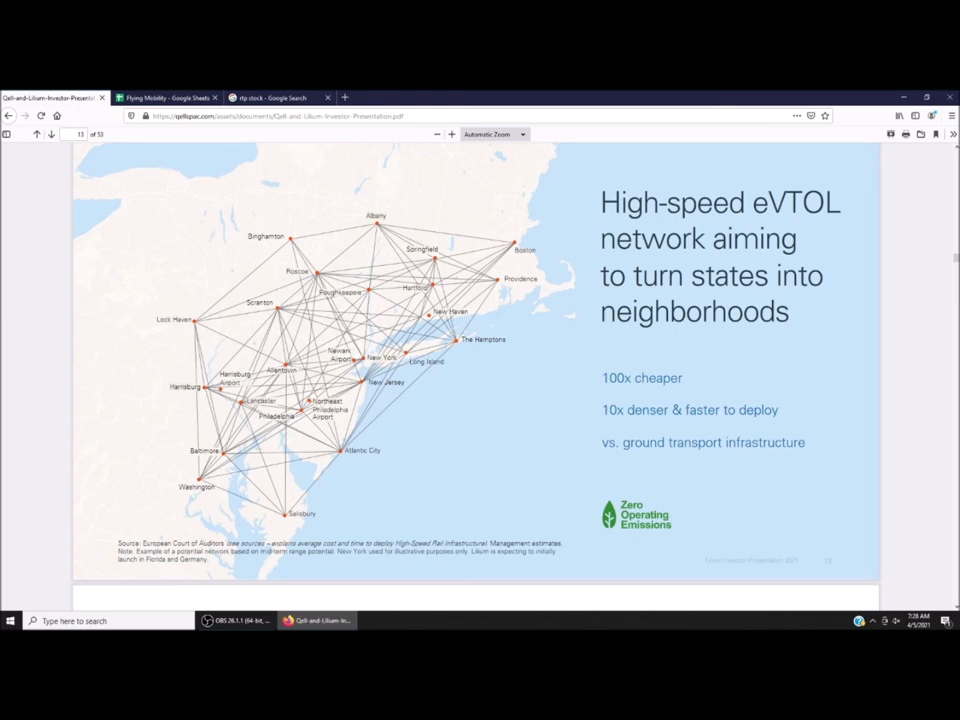 Qell-and-Lilium-Investor-Presentat
Flying Mobility - Google Sheets
rtp stock - Google Search
https://qellspac.com/assets/documents/Qell-and-Lilium-Investor-Presentation.pdf
13 of 53
Automatic Zoom
High-speed eVTOL
network aiming
to turn states into
neighborhoods
100x cheaper
10x denser & faster to deploy
vs. ground transport infrastructure
Zero
Operating
Emissions
Albany
Binghamton
Springfield
Boston
Roscoe
Providence
Poughkeepsie
Hartford
Scranton
New Haven
Lock Haven
The Hamptons
Newark
Airport
New York
Long Island
Allentown
Harrisburg
Airport
Harrisburg
New Jersey
Lancaster
Northeast
Philadelphia
Airport
Philadelphia
Baltimore
Atlantic City
Washington
Salisbury
Source: European Court of Auditors (see sources – explains average cost and time to deploy High-Speed Rail Infrastructure). Management estimates.
Note: Example of a potential network based on mid-term range potential. New York used for illustrative purposes only. Lilium is expecting to initially
launch in Florida and Germany.
Lilium Investor Presentation 2021
13
Type here to search
OBS 26.1.1 (64-bit, ...
Qell-and-Lilium-In...
7:28 AM
4/5/2021